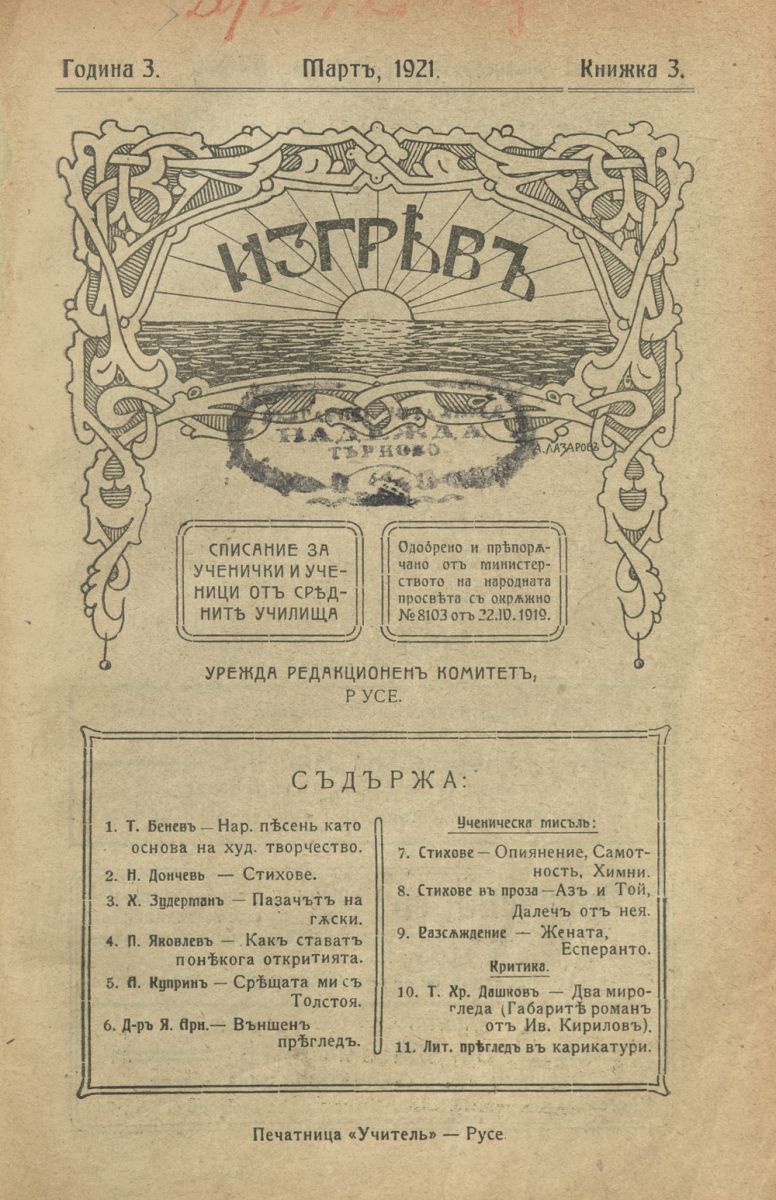 Година 3.
Мартъ, 1921.
Книжка 3.
ИЗГРѢВЪ
НАДЕЖДА
ТЪРНОВО
А. ЛАЗАРОВЪ
СПИСАНИЕ ЗА
УЧЕНИЧКИ И УЧЕ-
НИЦИ ОТЪ СРѢД-
НИТѢ УЧИЛИЩА
Одобрено и прѣпорѫ-
чано отъ министер-
ството на народната
просвѣта съ окрѫжно
№ 8103 отъ 22.IV. 1919.
УРЕЖДА РЕДАКЦИОНЕНЪ КОМИТЕТЪ,
РУСЕ.
СЪДЪРЖА:
1. Т. Беневъ — Нар. пѣсень като
основа на худ. творчество.
2. Н. Дончевъ — Стихове.
3. Х. Зудерманъ — Пазачътъ на
гѫски.
4. П. Яковлевъ — Какъ ставатъ
понѣкога откритията.
5. А. Купринъ — Срѣщата ми съ
Толстоя.
6. Д-ръ Я. Арн. — Външенъ
прѣгледъ.
Ученическа мисъль:
7. Стихове — Опиянение, Самот-
ность, Химни.
8. Стихове въ проза — Азъ и Той,
Далечъ отъ нея.
9. Разсѫждение — Жената,
Есперанто.
Критика.
10. Т. Хр. Дашковъ — Два миро-
гледа (Габаритѣ романъ
отъ Ив. Кириловъ).
11. Лит. прѣгледъ въ карикатури.
Печатница «Учитель» — Русе